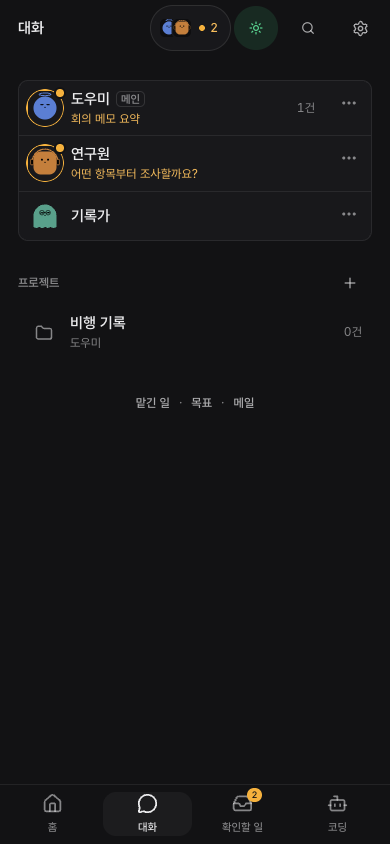 대화
2
도우미 메인
회의 메모 요약
1건
연구원
어떤 항목부터 조사할까요?
기록가
프로젝트
비행 기록
도우미
0건
맡긴 일 · 목표 · 메일
홈
대화
2
확인할 일
코딩